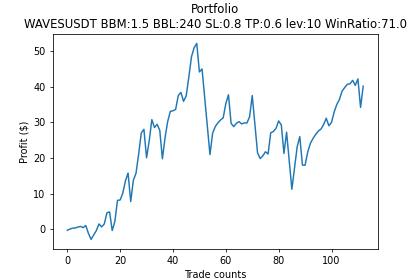 Portfolio
WAVESUSDT BBM:1.5 BBL:240 SL:0.8 TP:0.6 lev:10 WinRatio:71.0
50
40
30
20
10
0
Profit ($)
0 20 40 60 80 100
Trade counts